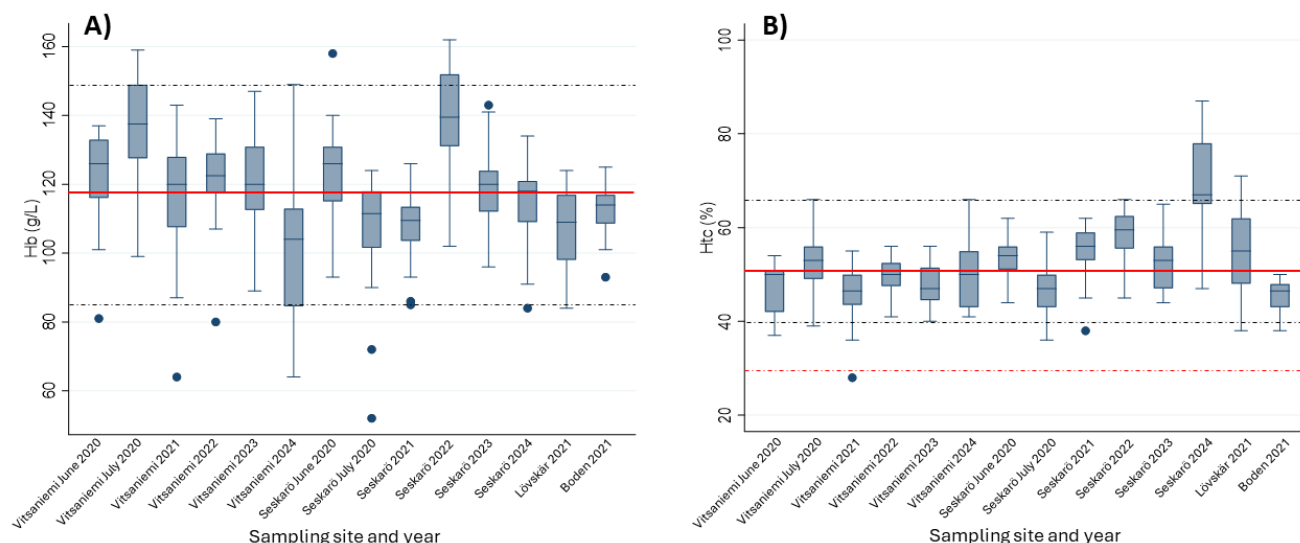 A)
Hb (g/L)
160
140
120
100
80
60
Vitsaniemi June 2020
Vitsaniemi July 2020
Vitsaniemi 2021
Vitsaniemi 2022
Vitsaniemi 2023
Vitsaniemi 2024
Seskarö June 2020
Seskarö July 2020
Seskarö 2021
Seskarö 2022
Seskarö 2023
Seskarö 2024
Lövskär 2021
Boden 2021
Sampling site and year
B)
Htc (%)
100
80
60
40
20
Vitsaniemi June 2020
Vitsaniemi July 2020
Vitsaniemi 2021
Vitsaniemi 2022
Vitsaniemi 2023
Vitsaniemi 2024
Seskarö June 2020
Seskarö July 2020
Seskarö 2021
Seskarö 2022
Seskarö 2023
Seskarö 2024
Lövskär 2021
Boden 2021
Sampling site and year